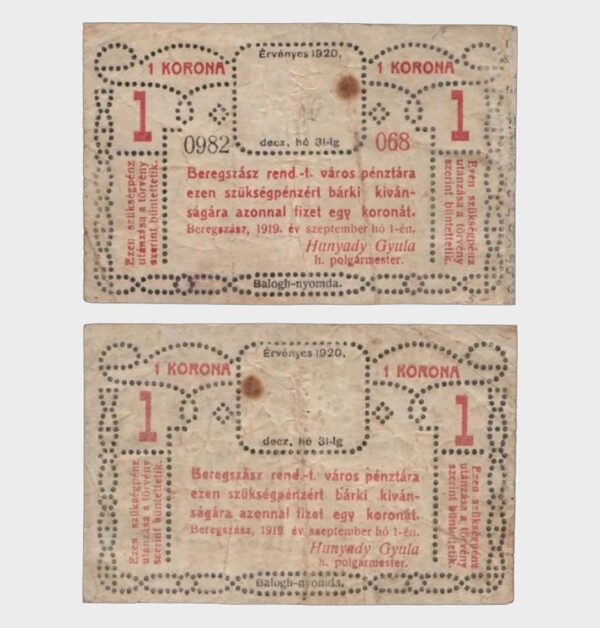 Érvényes 1920.
1 KORONA
1 KORONA
1
1
0982
decz. hó 31-ig
068
Beregszász rend.-t. város pénztára
ezen szükségpénzért bárki kiván-
ságára azonnal fizet egy koronát.
Beregszász, 1919. év szeptember hó 1-én.
Hunyady Gyula
h. polgármester.
Ezen szükségpénz
utánzása a törvény
szerint büntettetik.
Ezen szükségpénz
utánzása a törvény
szerint büntettetik.
Balogh-nyomda.
Érvényes 1920.
1 KORONA
1 KORONA
1
1
decz. hó 31-ig
Beregszász rend.-t. város pénztára
ezen szükségpénzért bárki kiván-
ságára azonnal fizet egy koronát.
Beregszász, 1919. év szeptember hó 1-én.
Hunyady Gyula
h. polgármester.
Ezen szükségpénz
utánzása a törvény
szerint büntettetik.
Ezen szükségpénz
utánzása a törvény
szerint büntettetik.
Balogh-nyomda.